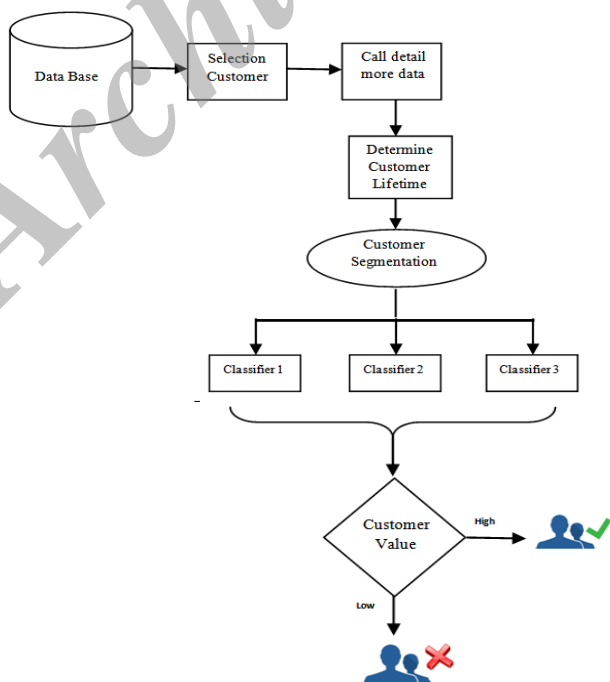 Data Base
Selection
Customer
Call detail
more data
Determine
Customer
Lifetime
Customer
Segmentation
Classifier 1
Classifier 2
Classifier 3
Customer
Value
High
Low